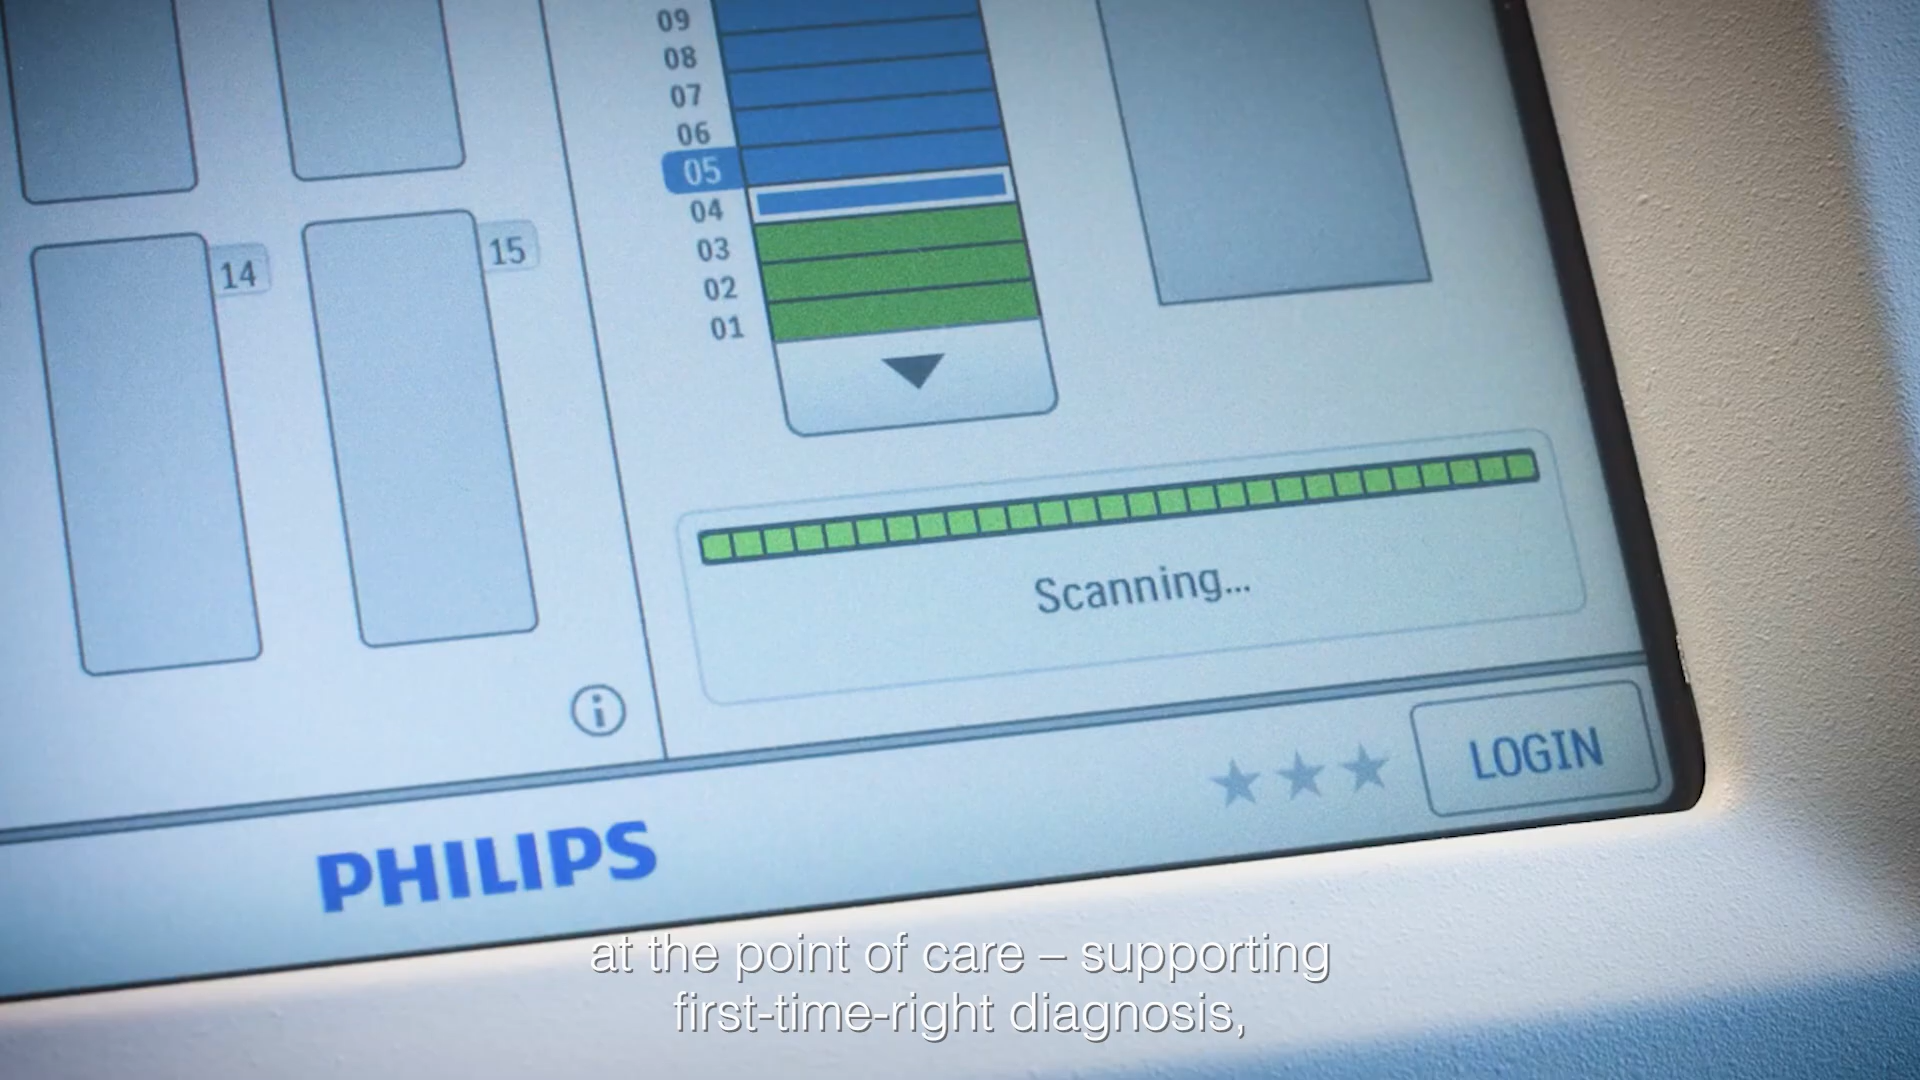 09
08
07
06
05
04
03
02
01
14
15
Scanning...
LOGIN
PHILIPS
at the point of care – supporting
first-time-right diagnosis,